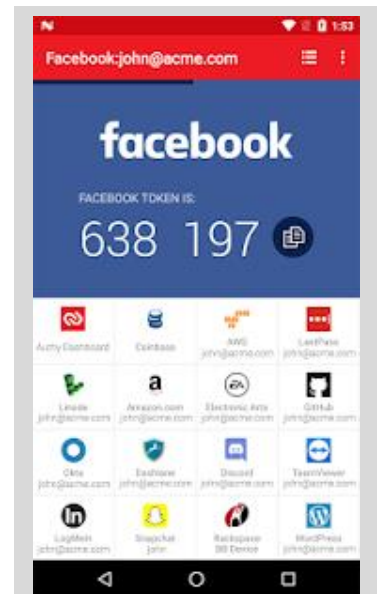 1:53
Facebook:john@acme.com
facebook
FACEBOOK TOKEN IS:
638 197
Authy Dashboard
Coinbase
AWS
john@acme.com
LastPass
john@acme.com
Linode
john@acme.com
Amazon.com
john@acme.com
Electronic Arts
john@acme.com
GitHub
john@acme.com
Okta
john@acme.com
Dashlane
john@acme.com
Discord
john@acme.com
TeamViewer
john@acme.com
LogMeIn
john@acme.com
Snapchat
john
Rackspace
BB Device
WordPress
john@acme.com